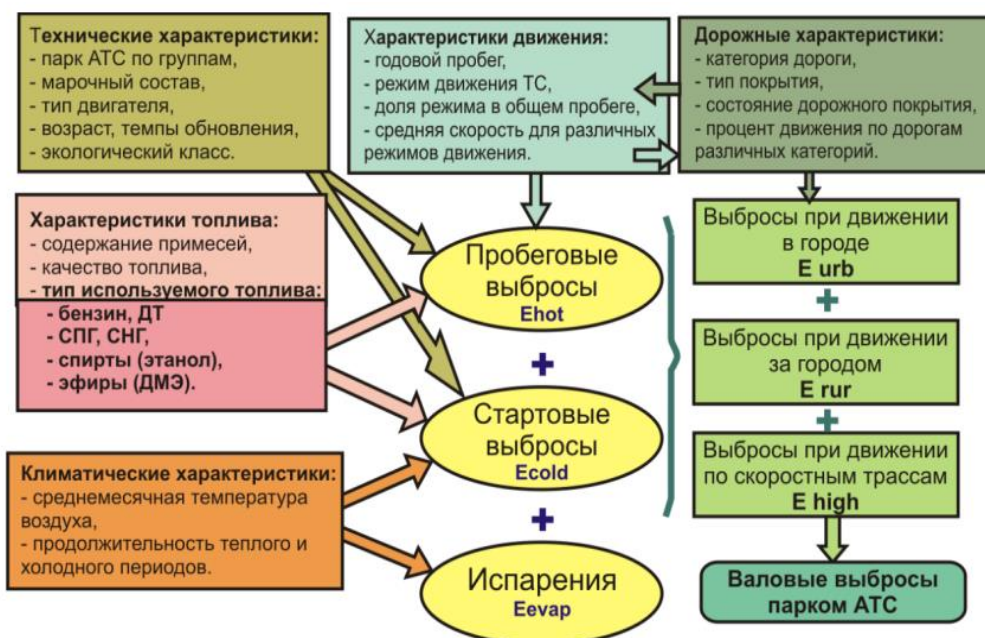 Технические характеристики:
- парк АТС по группам,
- марочный состав,
- тип двигателя,
- возраст, темпы обновления,
- экологический класс.
Характеристики движения:
- годовой пробег,
- режим движения ТС,
- доля режима в общем пробеге,
- средняя скорость для различных
режимов движения.
Дорожные характеристики:
- категория дороги,
- тип покрытия,
- состояние дорожного покрытия,
- процент движения по дорогам
различных категорий.
Характеристики топлива:
- содержание примесей,
- качество топлива,
- тип используемого топлива:
- бензин, ДТ
- СПГ, СНГ,
- спирты (этанол),
- эфиры (ДМЭ).
Климатические характеристики:
- среднемесячная температура
воздуха,
- продолжительность теплого и
холодного периодов.
Пробеговые
выбросы
Ehot
+
Стартовые
выбросы
Ecold
+
Испарения
Eevap
Выбросы при движении
в городе
E urb
+
Выбросы при движении
за городом
E rur
+
Выбросы при движении
по скоростным трассам
E high
Валовые выбросы
парком АТС